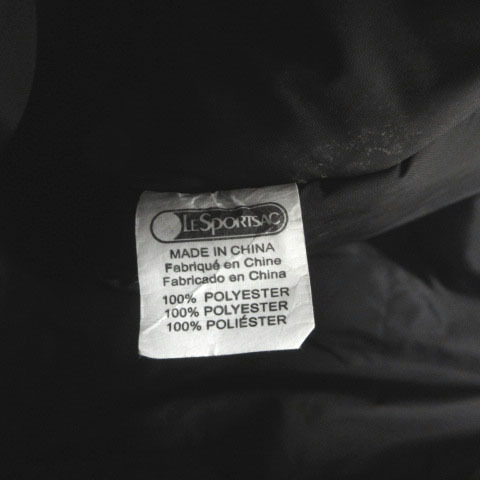 LESPORTSAC
MADE IN CHINA
Fabriqué en Chine
Fabricado en China
100% POLYESTER
100% POLYESTER
100% POLIÉSTER